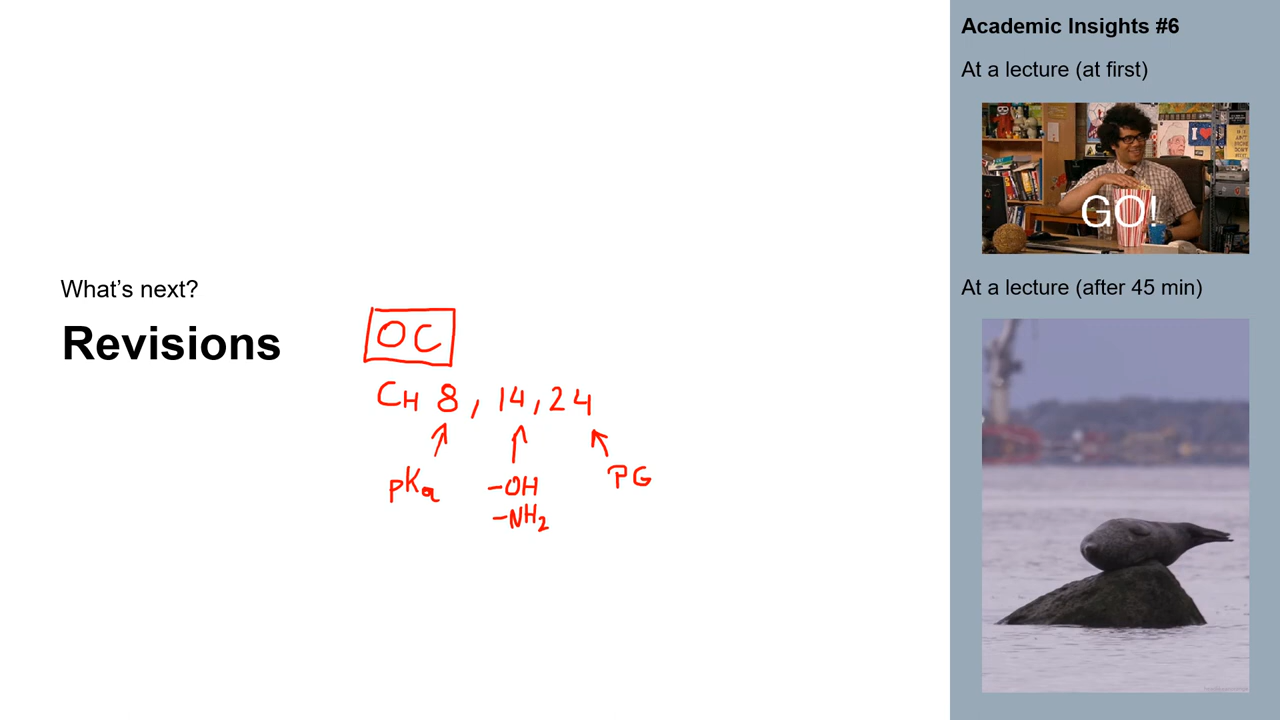 What's next?
Revisions
OC
CH 8, 14, 24
pKa
-OH
-NH2
PG
Academic Insights #6
At a lecture (at first)
GO!
At a lecture (after 45 min)